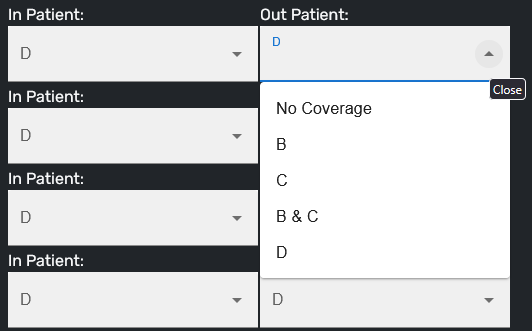 In Patient:
Out Patient:
D
D
Close
No Coverage
In Patient:
D
B
C
In Patient:
D
B & C
D
In Patient:
D
D